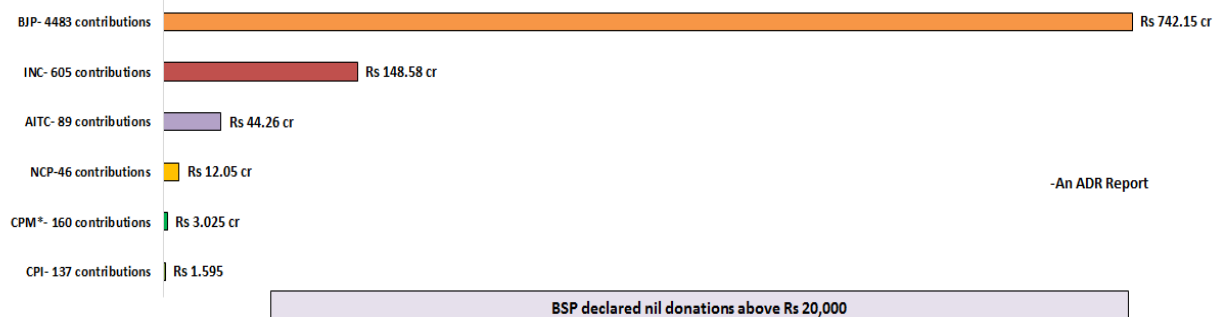 BJP- 4483 contributions Rs 742.15 cr
INC- 605 contributions Rs 148.58 cr
AITC- 89 contributions Rs 44.26 cr
NCP-46 contributions Rs 12.05 cr
-An ADR Report
CPM*- 160 contributions Rs 3.025 cr
CPI- 137 contributions Rs 1.595
BSP declared nil donations above Rs 20,000